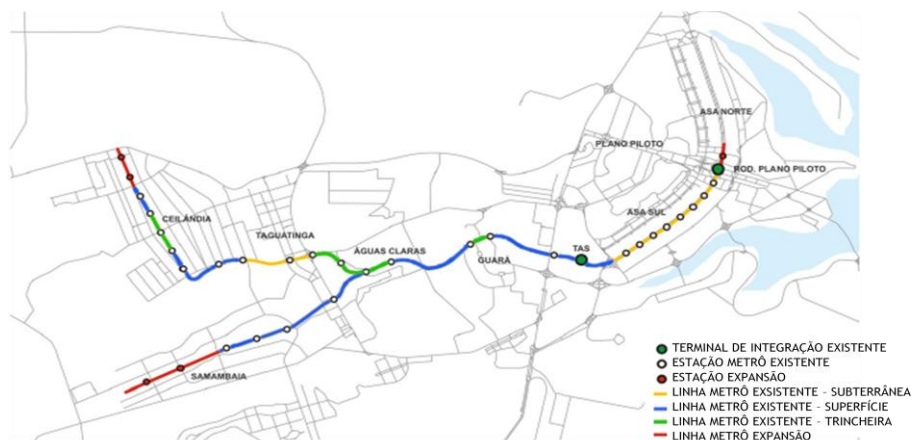 ASA NORTE
PLANO PILOTO
ROD. PLANO PILOTO
CEILÂNDIA
ASA SUL
TAGUATINGA
ÁGUAS CLARAS
TAS
GUARÁ
SAMAMBAIA
TERMINAL DE INTEGRAÇÃO EXISTENTE
ESTAÇÃO METRÔ EXISTENTE
ESTAÇÃO EXPANSÃO
LINHA METRÔ EXSISTENTE - SUBTERRÂNEA
LINHA METRÔ EXISTENTE - SUPERFÍCIE
LINHA METRÔ EXISTENTE - TRINCHEIRA
LINHA METRÔ EXPANSÃO